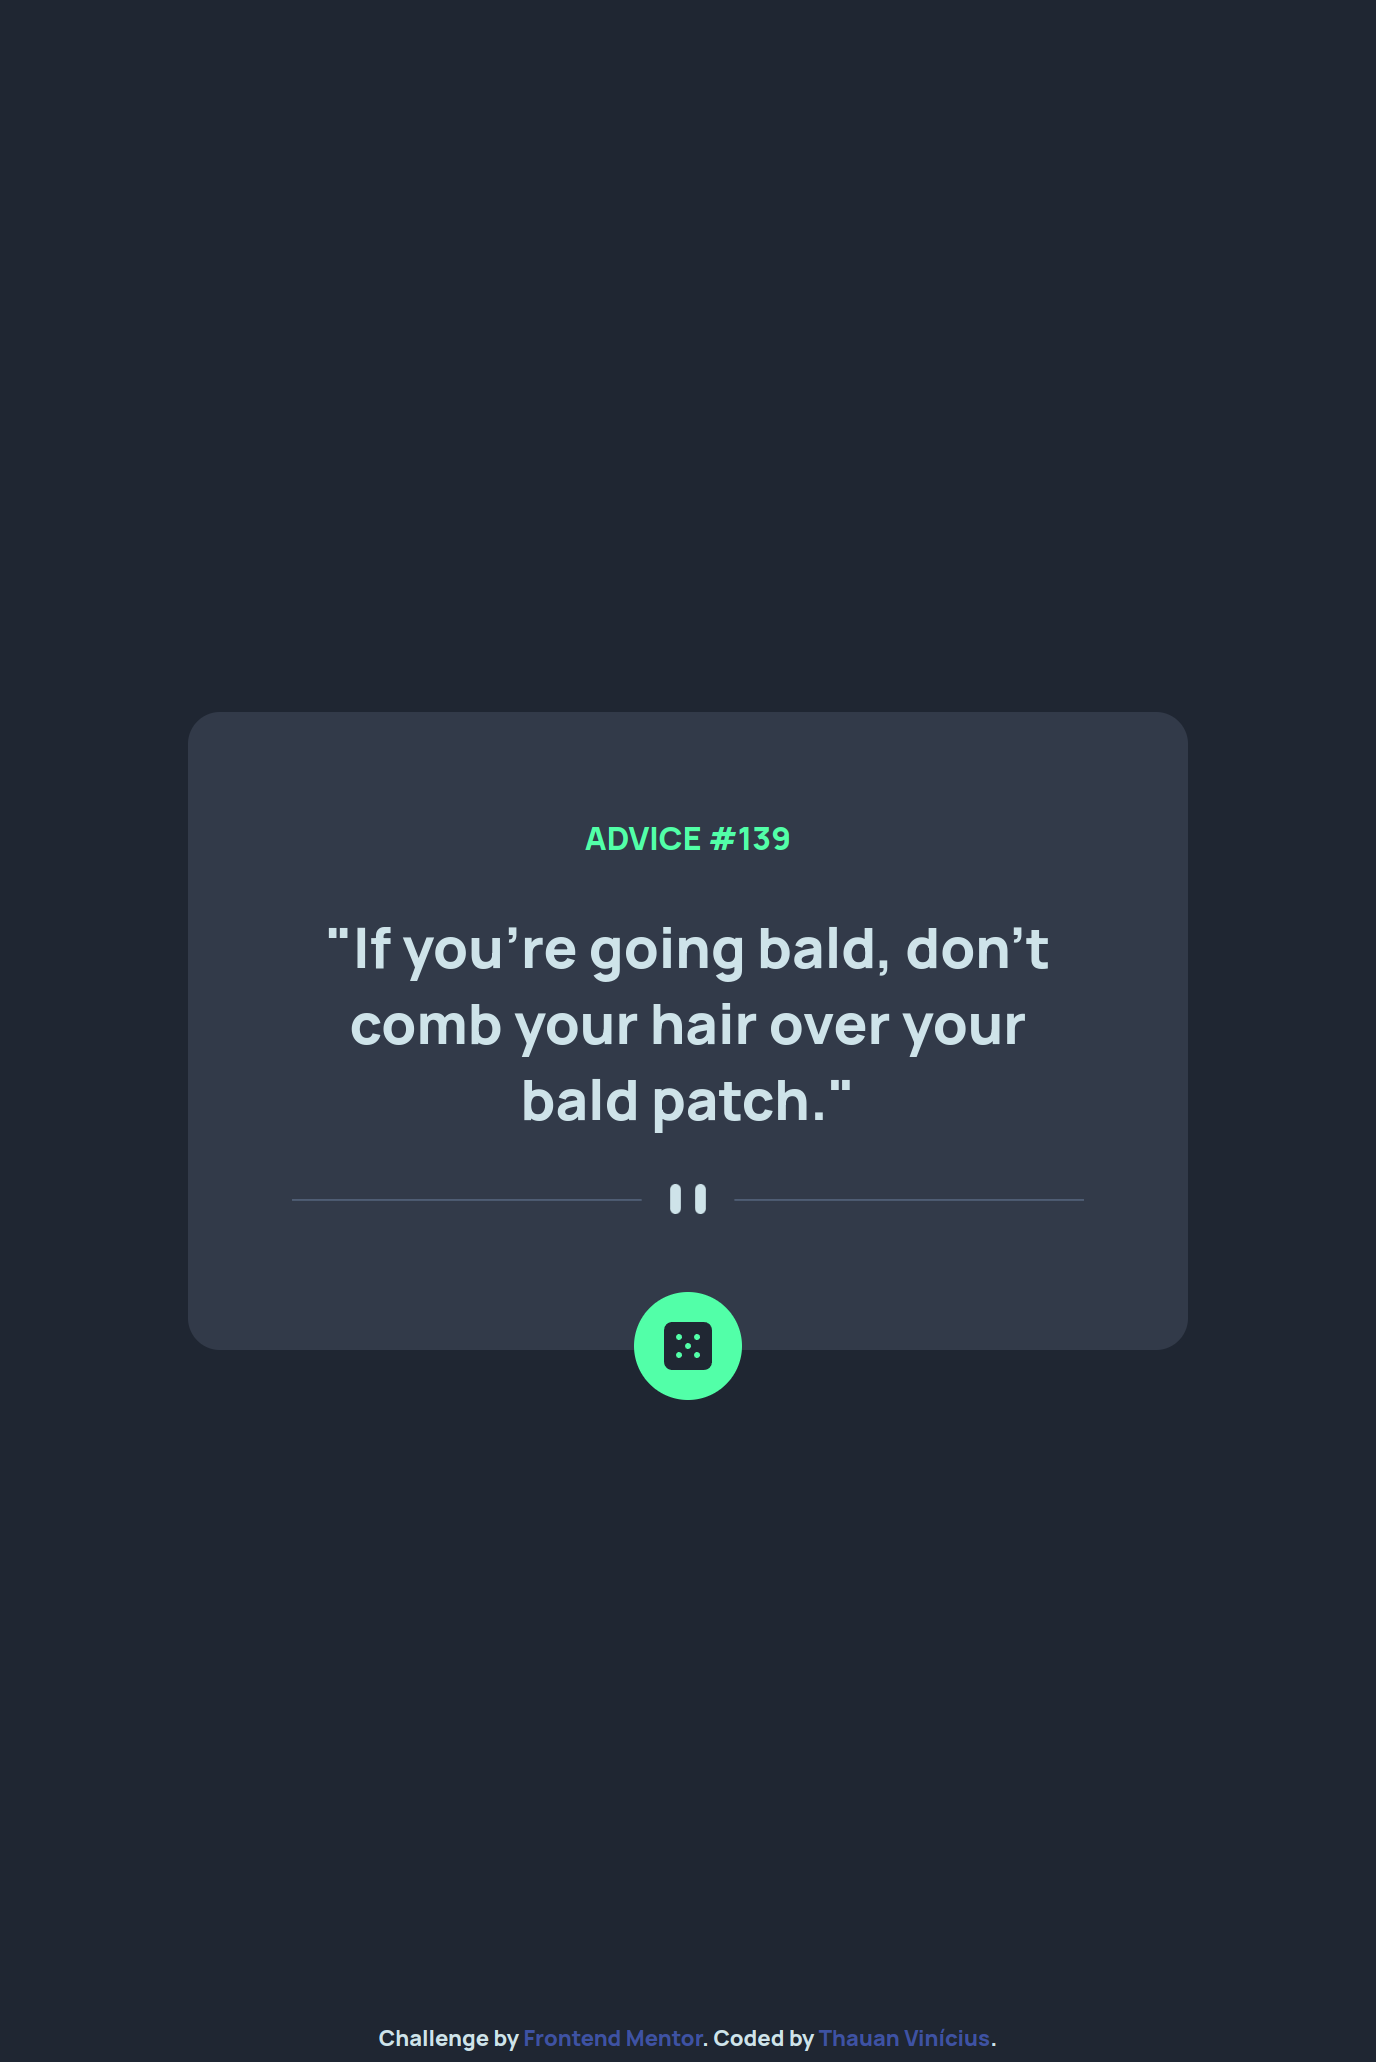 ADVICE #139
"If you’re going bald, don’t
comb your hair over your
bald patch."
Challenge by Frontend Mentor. Coded by Thauan Vinícius.